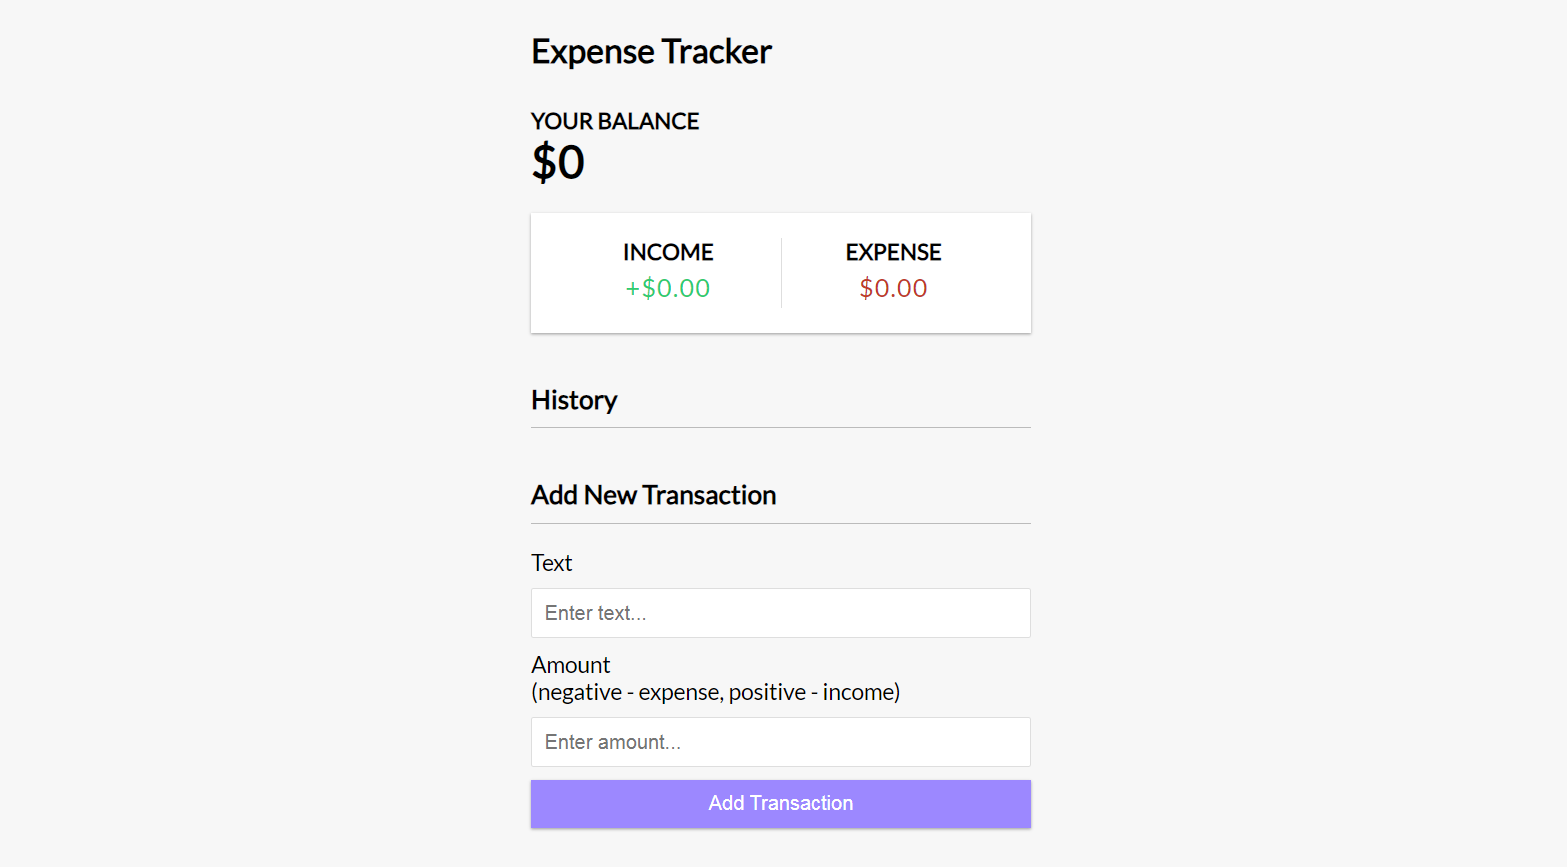 Expense Tracker
YOUR BALANCE
$0
INCOME
EXPENSE
+$0.00
$0.00
History
Add New Transaction
Text
Enter text...
Amount
(negative - expense, positive - income)
Enter amount...
Add Transaction